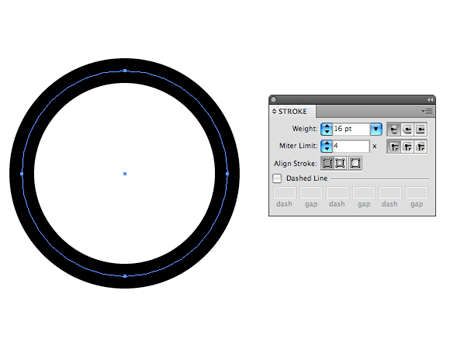 STROKE
Weight: 16 pt
Miter Limit: 4 x
Align Stroke:
Dashed Line
dash gap dash gap dash gap